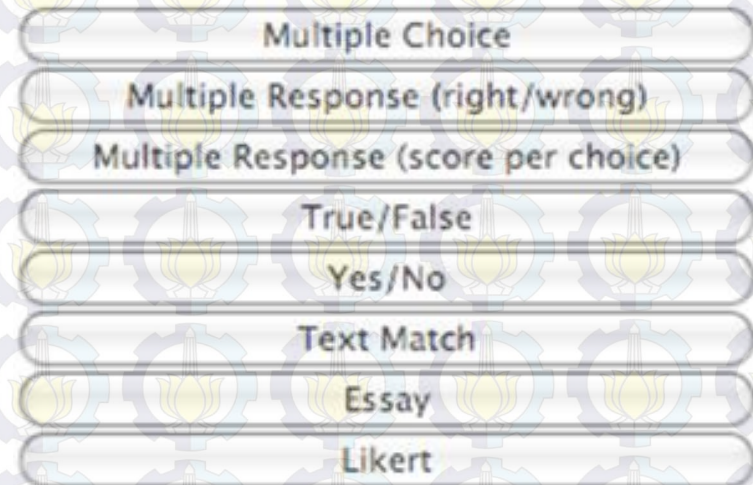 Multiple Choice
Multiple Response (right/wrong)
Multiple Response (score per choice)
True/False
Yes/No
Text Match
Essay
Likert